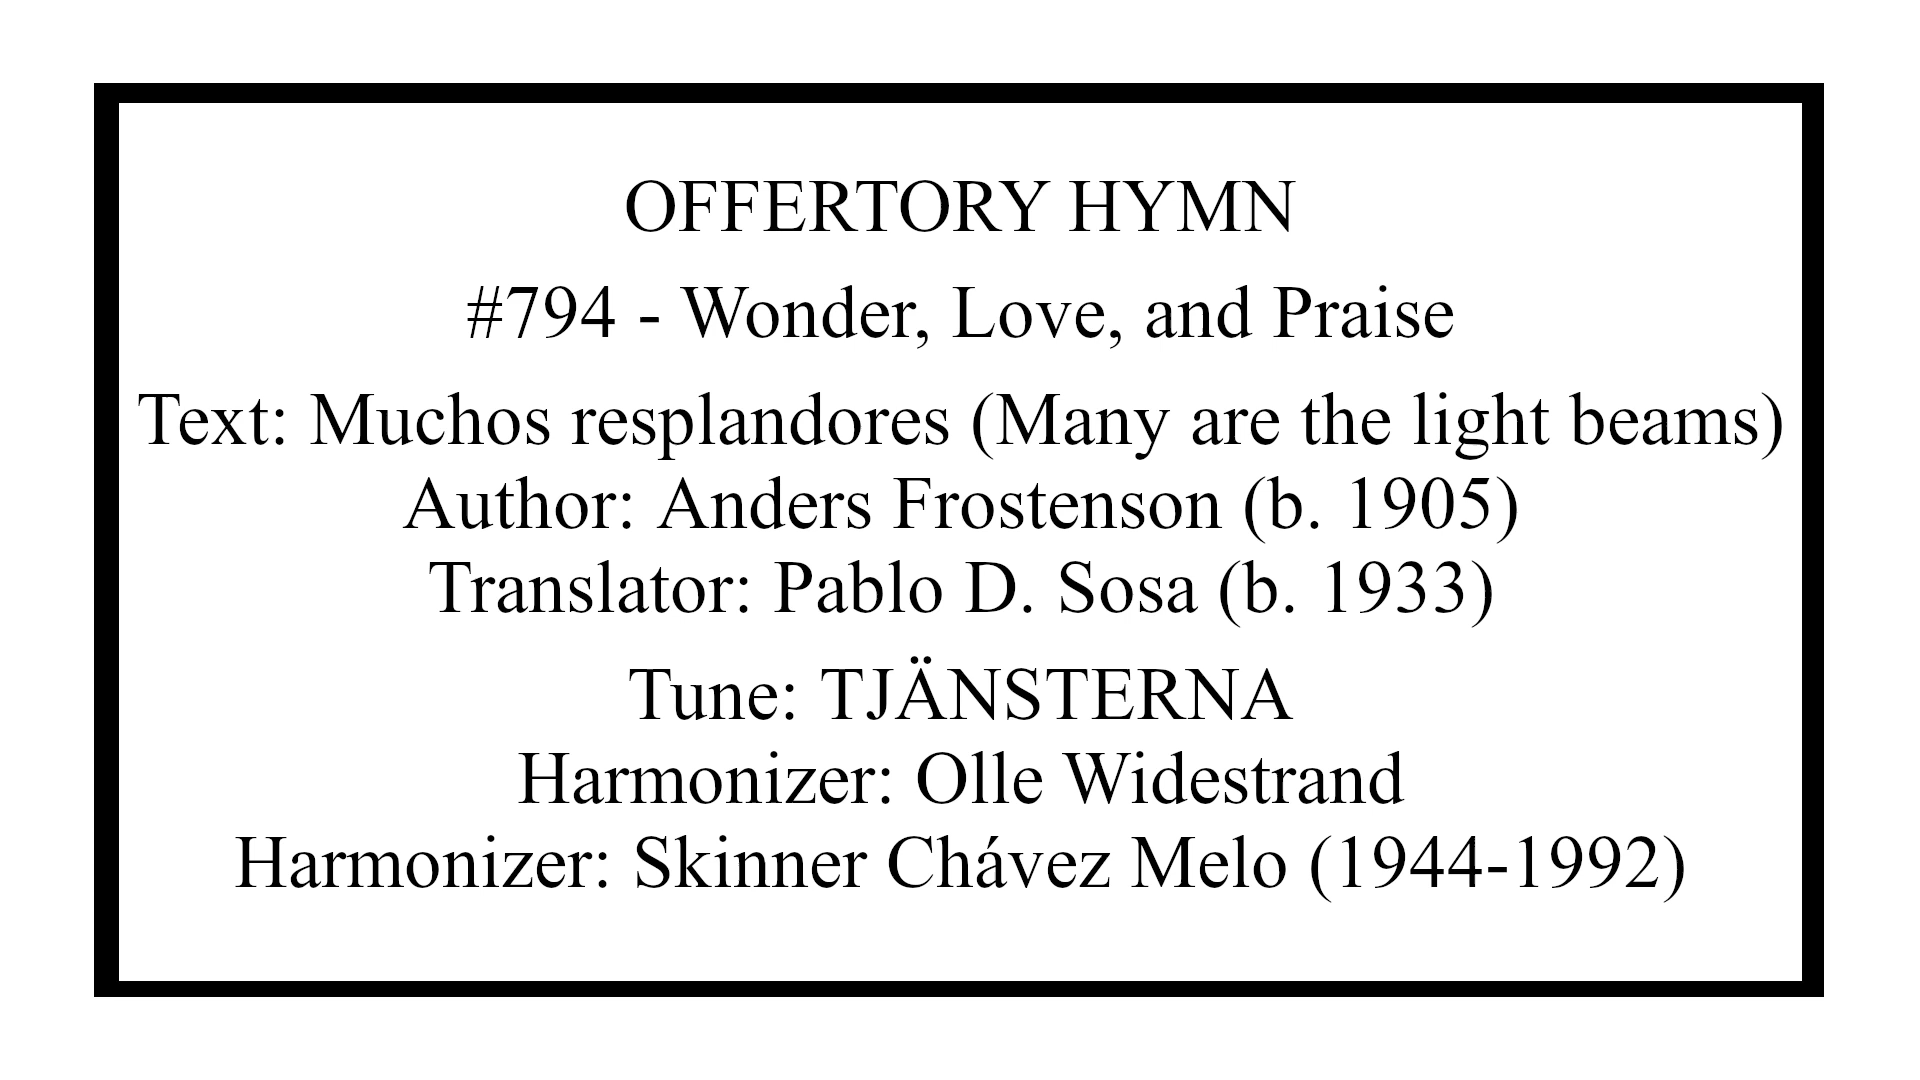 OFFERTORY HYMN
#794 - Wonder, Love, and Praise
Text: Muchos resplandores (Many are the light beams)
Author: Anders Frostenson (b. 1905)
Translator: Pablo D. Sosa (b. 1933)
Tune: TJÄNSTERNA
Harmonizer: Olle Widestrand
Harmonizer: Skinner Chávez Melo (1944-1992)